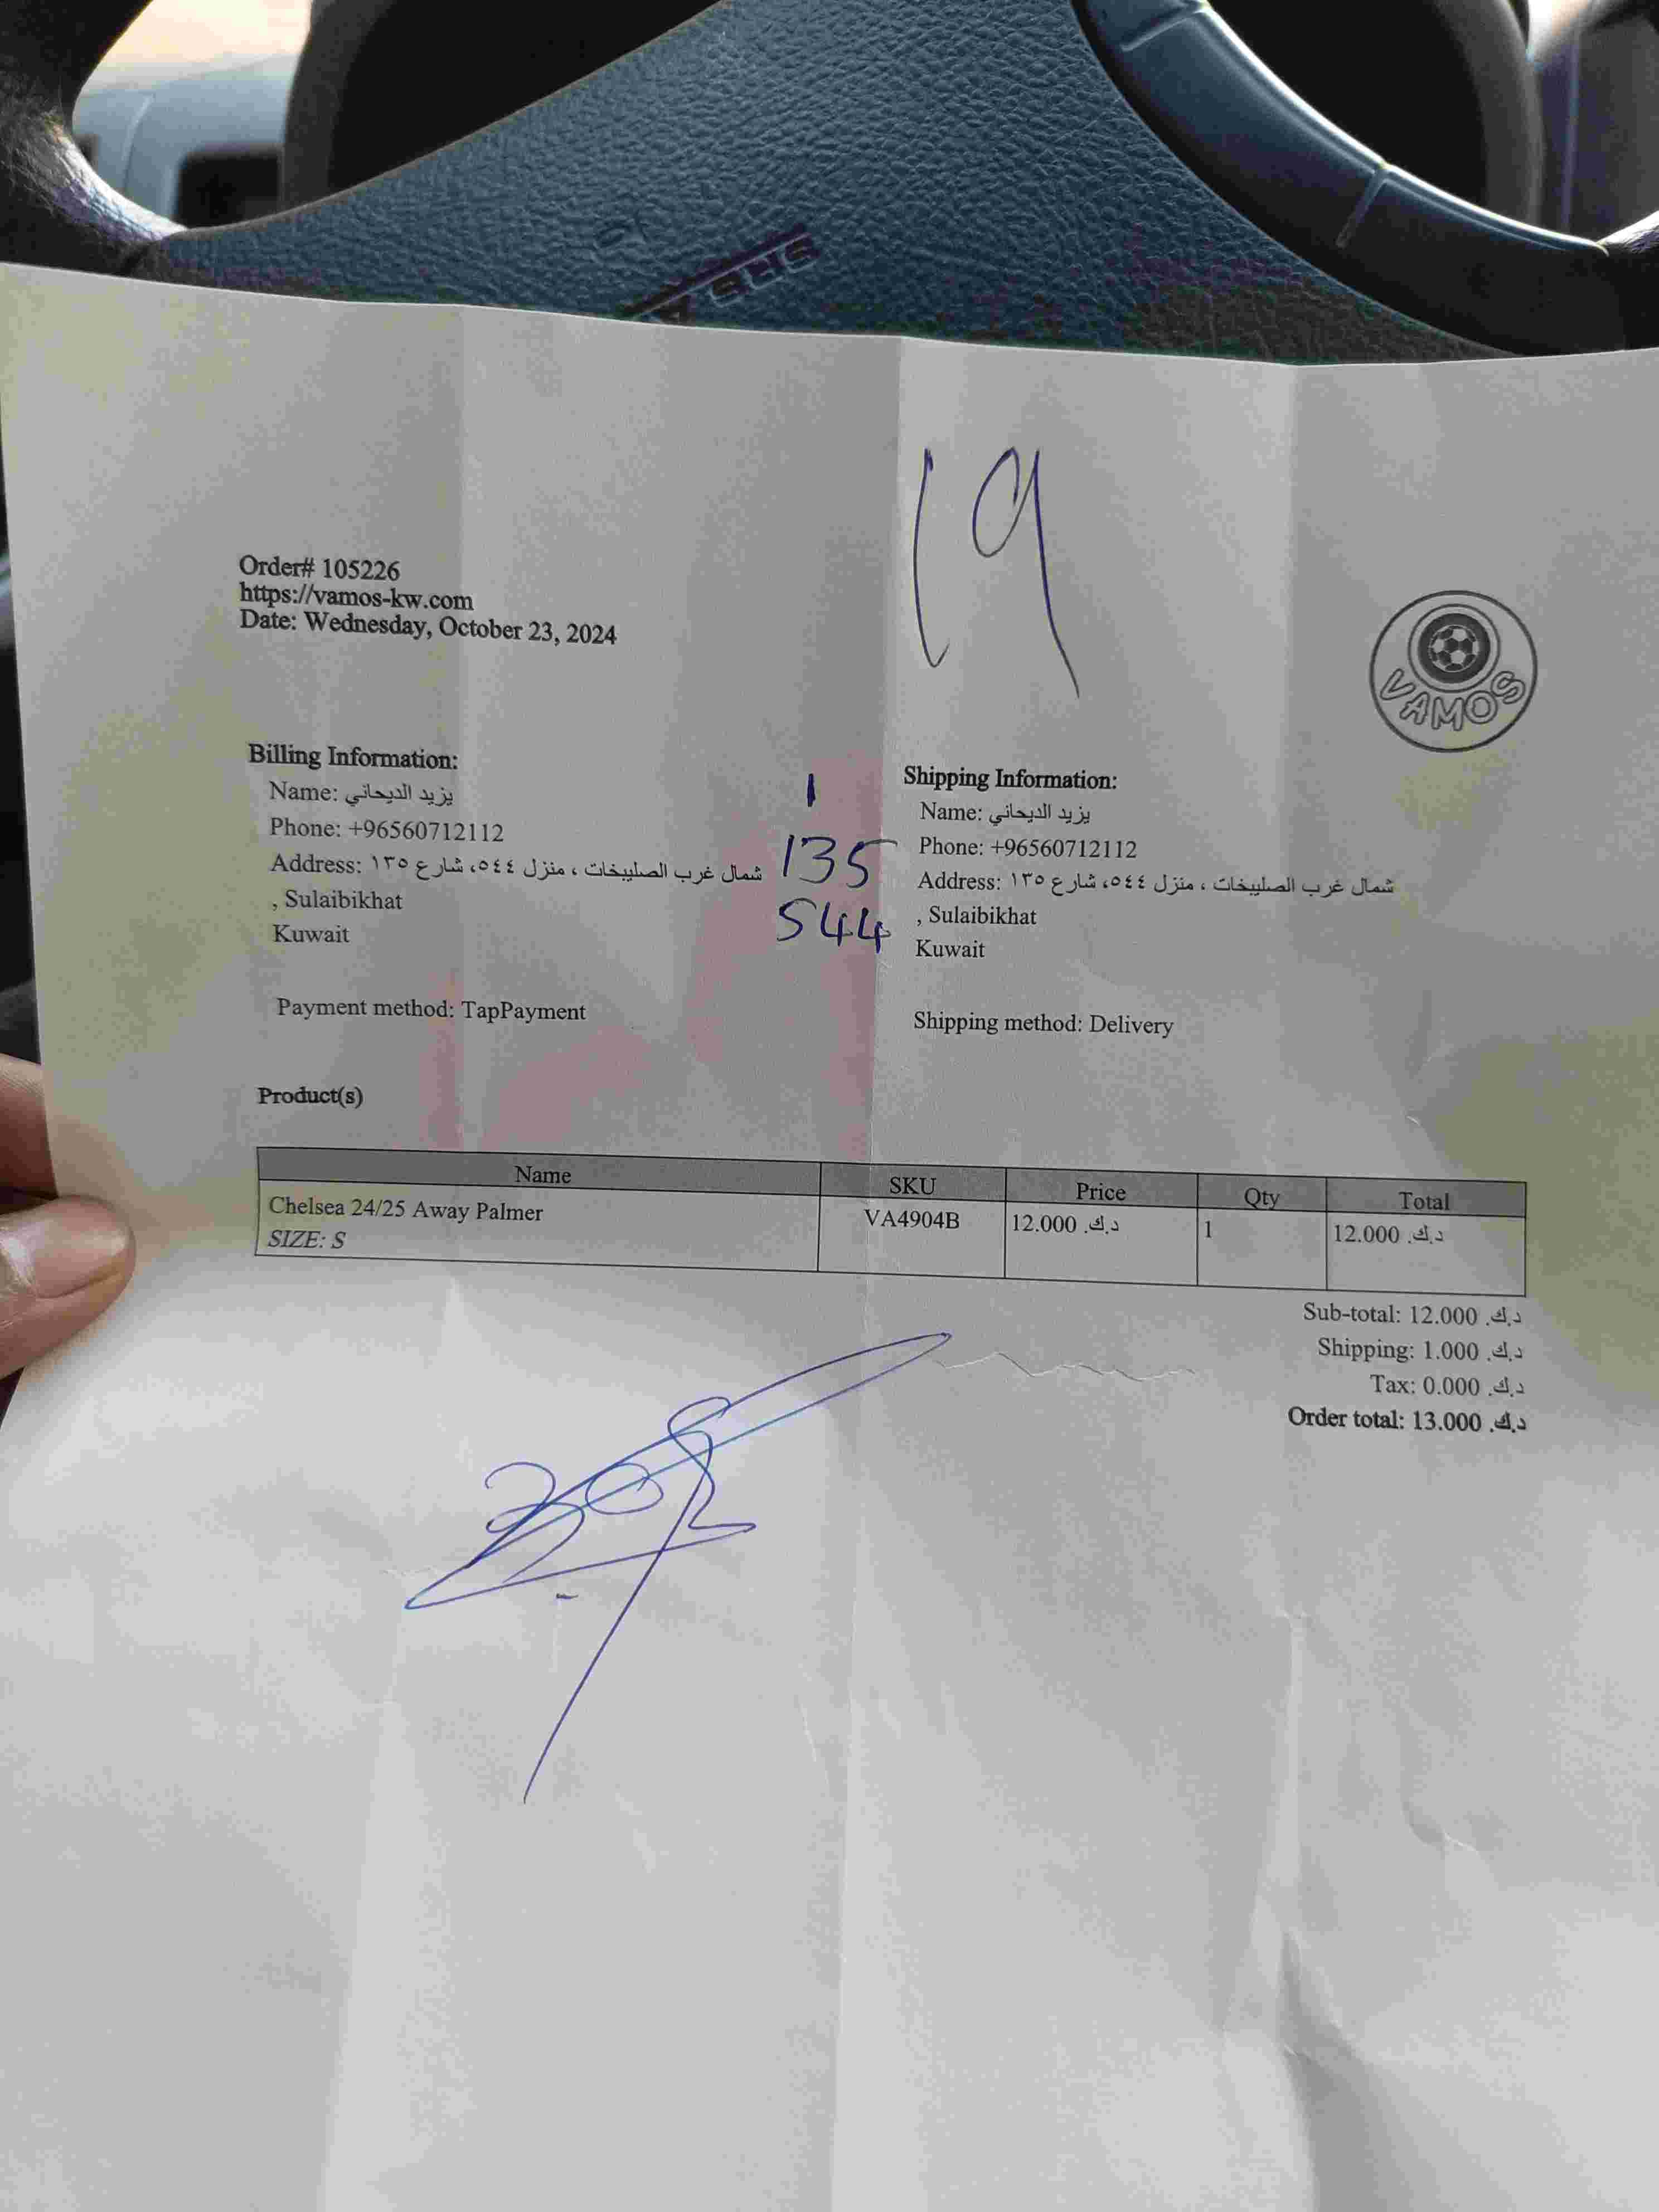 SRS AIRBAG
19
Order# 105226
https://vamos-kw.com
Date: Wednesday, October 23, 2024
VAMOS
Billing Information:
Name: يزيد الديحاني
Phone: +96560712112
Address: شمال غرب الصليبخات ، منزل ٥٤٤، شارع ١٣٥
, Sulaibikhat
Kuwait
Payment method: TapPayment
1
135
544
Shipping Information:
Name: يزيد الديحاني
Phone: +96560712112
Address: شمال غرب الصليبخات ، منزل ٥٤٤، شارع ١٣٥
, Sulaibikhat
Kuwait
Shipping method: Delivery
Product(s)
Name SKU Price Qty Total
Chelsea 24/25 Away Palmer VA4904B 12.000 د.ك. 1 12.000 د.ك.
SIZE: S
Sub-total: 12.000 د.ك.
Shipping: 1.000 د.ك.
Tax: 0.000 د.ك.
Order total: 13.000 د.ك.